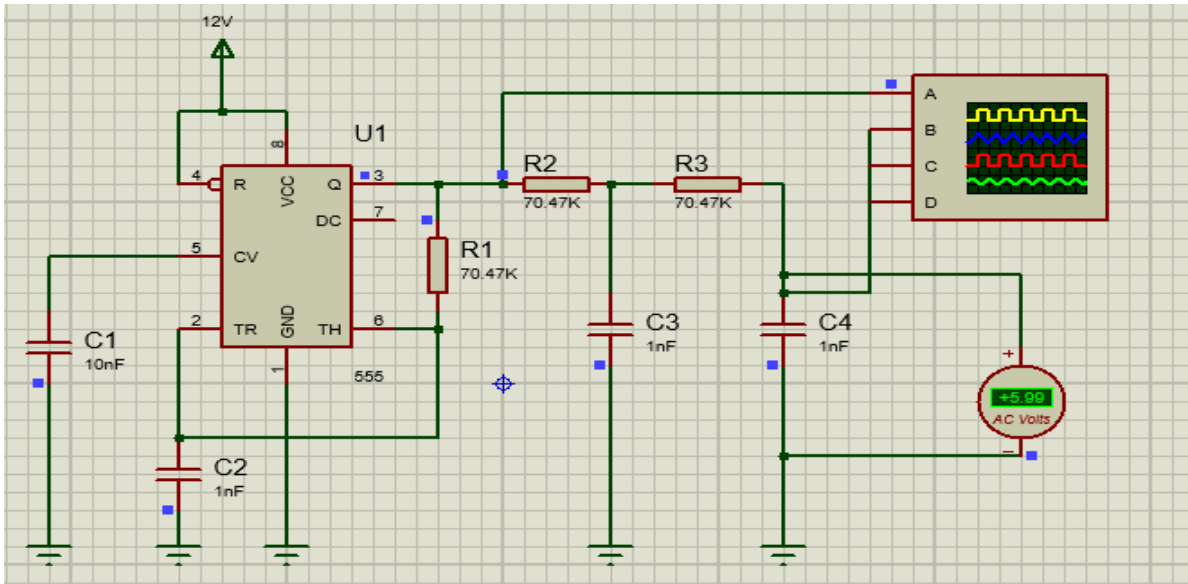 12V
U1
4
R
VCC
8
Q
3
DC
7
5
CV
2
TR
GND
1
TH
6
555
R1
70.47K
R2
70.47K
R3
70.47K
C1
10nF
C2
1nF
C3
1nF
C4
1nF
A
B
C
D
+
+5.99
AC Volts
−